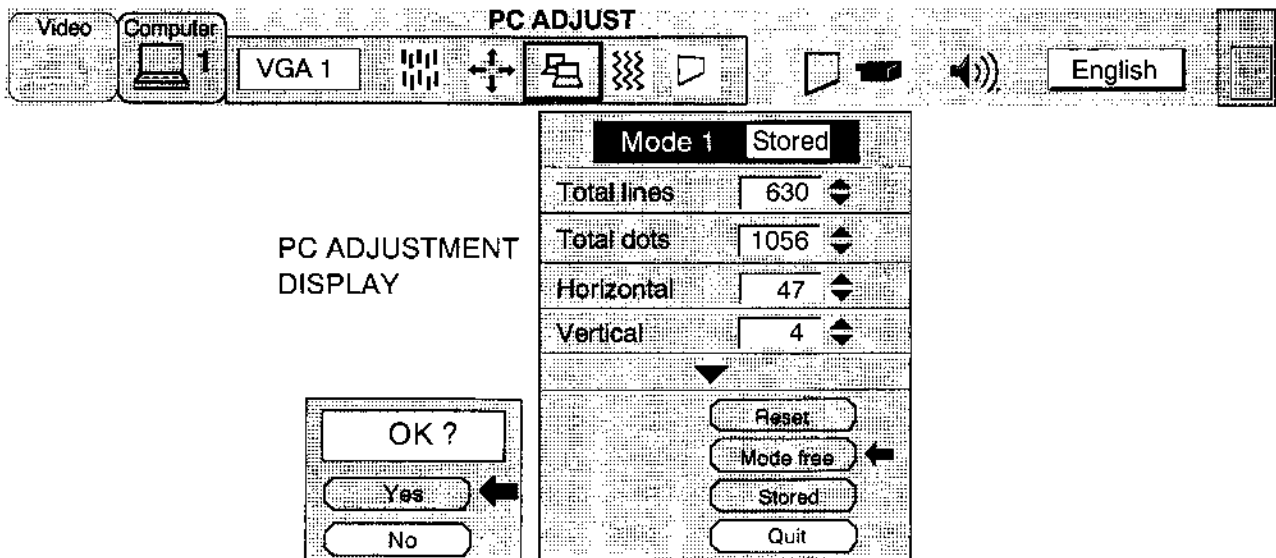 PC ADJUST
Video
Computer
1
VGA 1
English
Mode 1 Stored
Total lines 630
Total dots 1056
Horizontal 47
Vertical 4
PC ADJUSTMENT
DISPLAY
Reset
Mode free
Stored
Quit
OK ?
Yes
No